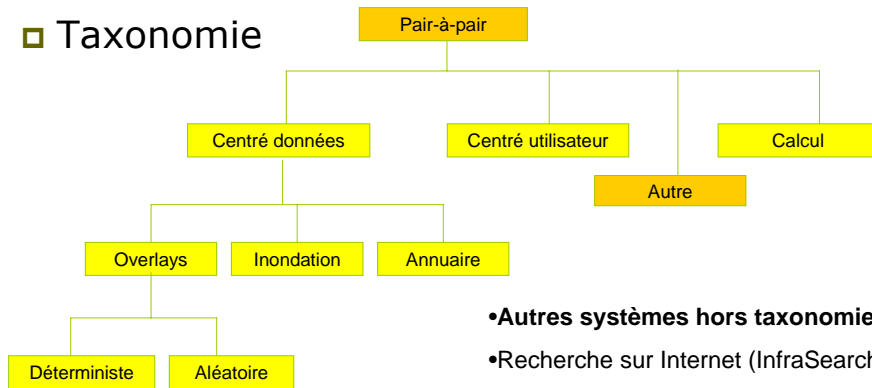 Taxonomie
Pair-à-pair
Centré données
Centré utilisateur
Calcul
Autre
Overlays
Inondation
Annuaire
•Autres systèmes hors taxonomie
•Recherche sur Internet (InfraSearch
Déterministe
Aléatoire